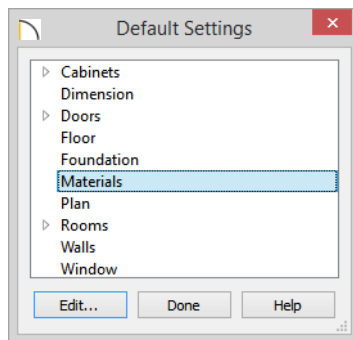 Default Settings
Cabinets
Dimension
Doors
Floor
Foundation
Materials
Plan
Rooms
Walls
Window
Edit... Done Help